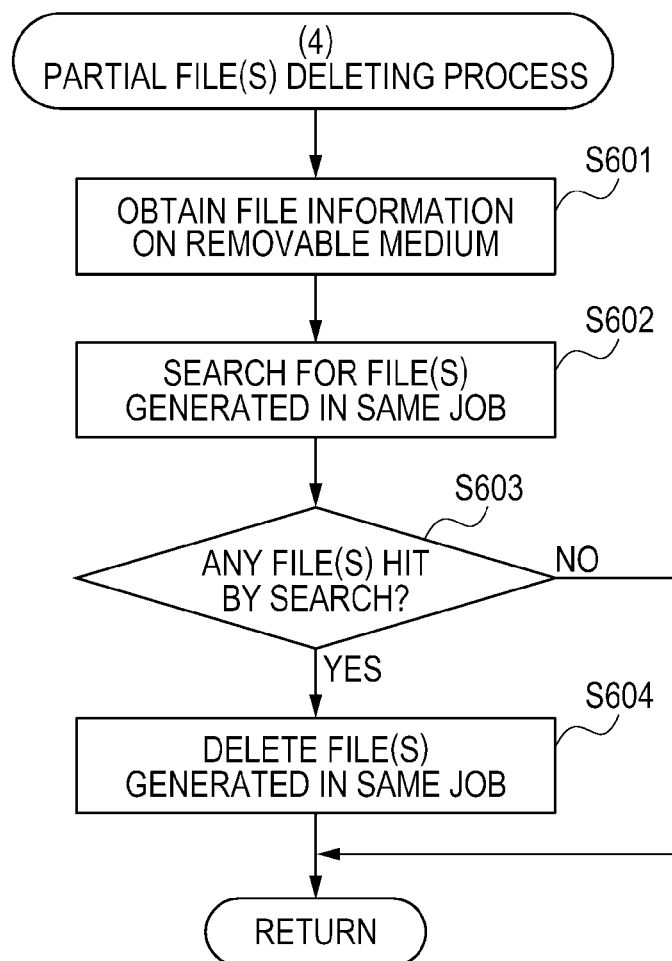 (4)
PARTIAL FILE(S) DELETING PROCESS
S601
OBTAIN FILE INFORMATION
ON REMOVABLE MEDIUM
S602
SEARCH FOR FILE(S)
GENERATED IN SAME JOB
S603
ANY FILE(S) HIT
BY SEARCH?
NO
YES
S604
DELETE FILE(S)
GENERATED IN SAME JOB
RETURN